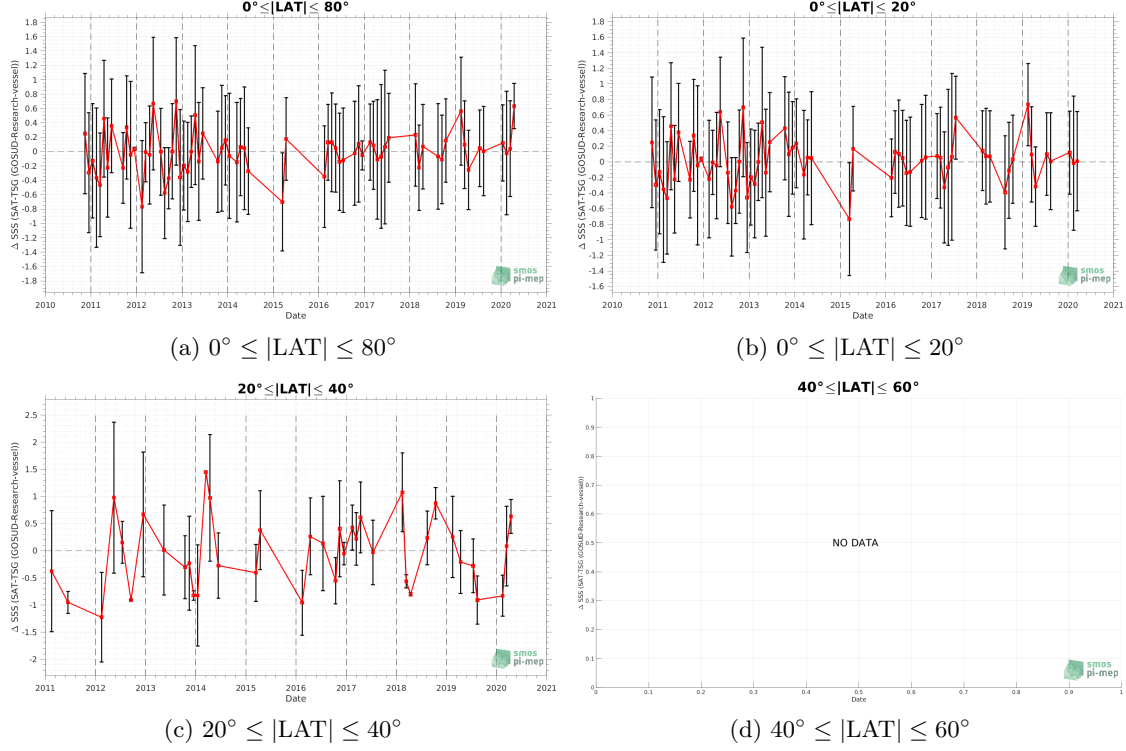 0°≤|LAT|≤ 80°
Δ SSS (SAT-TSG (GOSUD-Research-vessel))
1.8
1.6
1.4
1.2
1
0.8
0.6
0.4
0.2
0
-0.2
-0.4
-0.6
-0.8
-1
-1.2
-1.4
-1.6
-1.8
smos
pi-mep
2010 2011 2012 2013 2014 2015 2016 2017 2018 2019 2020 2021
Date
(a) 0° ≤ |LAT| ≤ 80°
0°≤|LAT|≤ 20°
Δ SSS (SAT-TSG (GOSUD-Research-vessel))
1.8
1.6
1.4
1.2
1
0.8
0.6
0.4
0.2
0
-0.2
-0.4
-0.6
-0.8
-1
-1.2
-1.4
-1.6
smos
pi-mep
2010 2011 2012 2013 2014 2015 2016 2017 2018 2019 2020 2021
Date
(b) 0° ≤ |LAT| ≤ 20°
20°≤|LAT|≤ 40°
Δ SSS (SAT-TSG (GOSUD-Research-vessel))
2.5
2
1.5
1
0.5
0
-0.5
-1
-1.5
-2
smos
pi-mep
2011 2012 2013 2014 2015 2016 2017 2018 2019 2020 2021
Date
(c) 20° ≤ |LAT| ≤ 40°
40°≤|LAT|≤ 60°
Δ SSS (SAT-TSG (GOSUD-Research-vessel))
1
0.9
0.8
0.7
0.6
0.5
0.4
0.3
0.2
0.1
0
NO DATA
smos
pi-mep
0 0.1 0.2 0.3 0.4 0.5 0.6 0.7 0.8 0.9 1
Date
(d) 40° ≤ |LAT| ≤ 60°